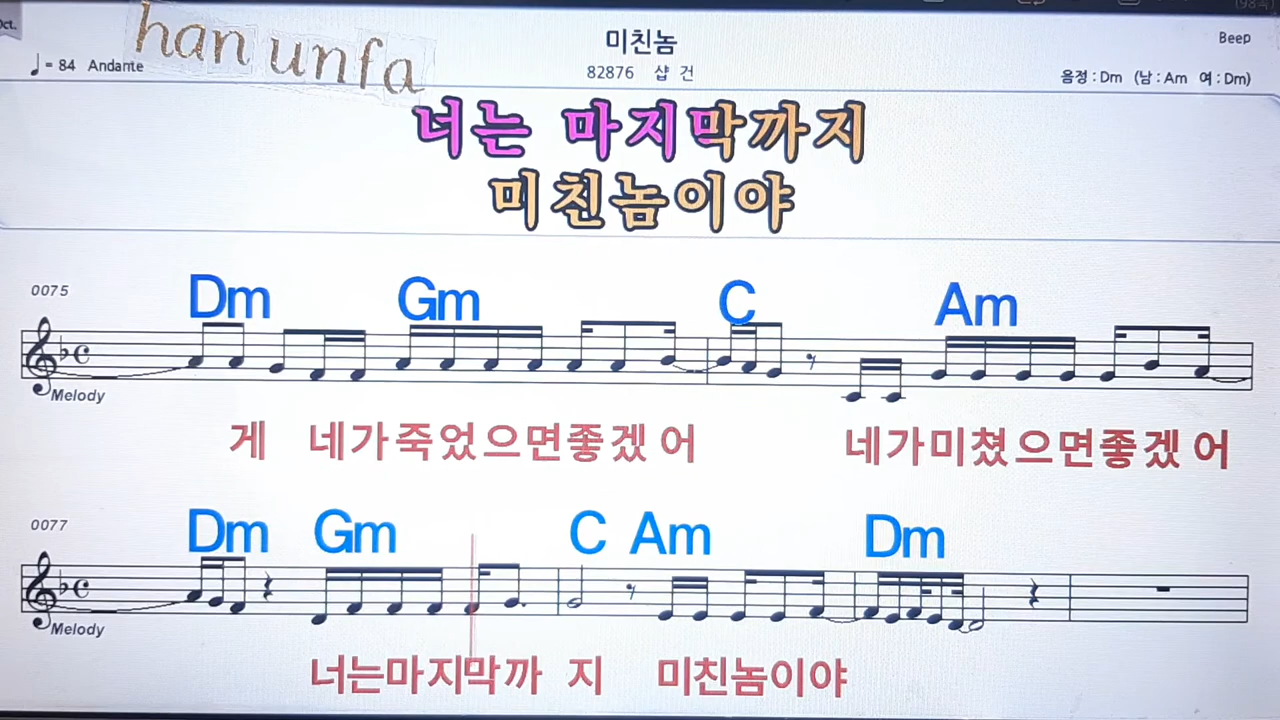 han unfa
미친놈
Beep
♩= 84 Andante
82876 샵 건
음정 : Dm (남 : Am 여 : Dm)
너는 마지막까지
미친놈이야
0075
Dm Gm C Am
Melody
게 네가죽었으면좋겠 어 네가미쳤으면좋겠 어
0077
Dm Gm C Am Dm
Melody
너는마지막까 지 미친놈이야